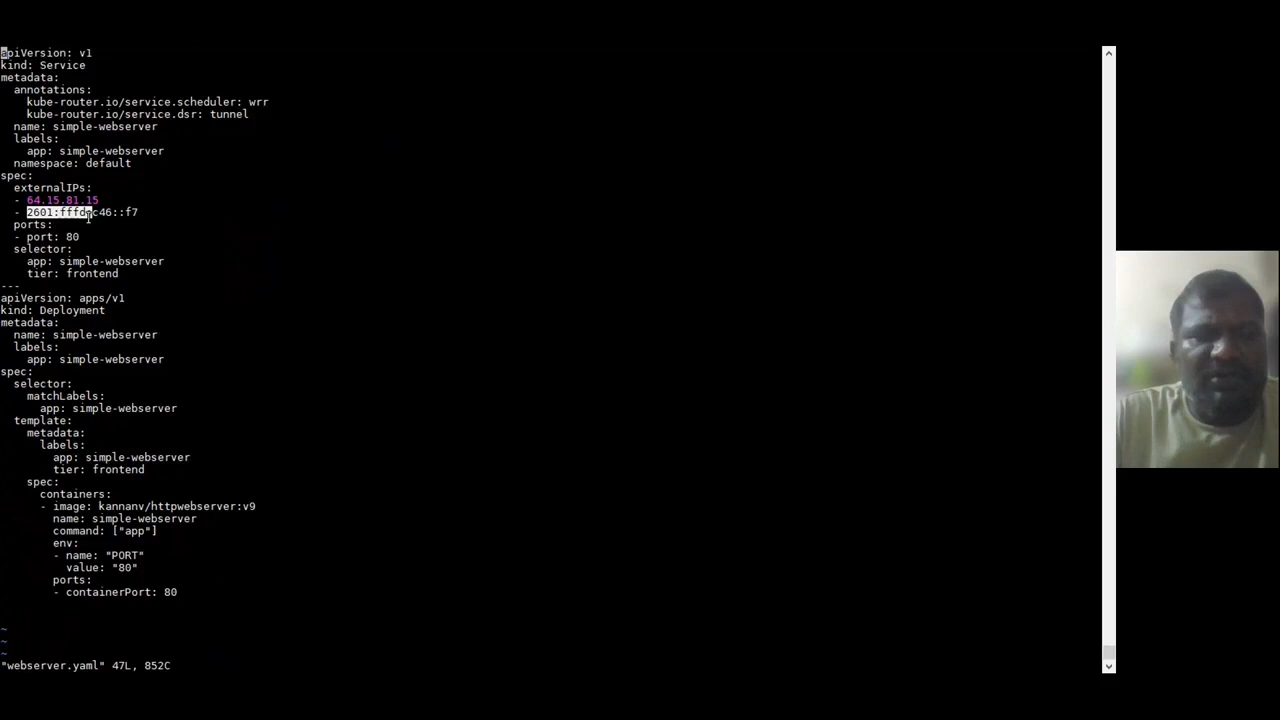 apiVersion: v1
kind: Service
metadata:
  annotations:
    kube-router.io/service.scheduler: wrr
    kube-router.io/service.dsr: tunnel
  name: simple-webserver
  labels:
    app: simple-webserver
  namespace: default
spec:
  externalIPs:
  - 64.15.81.15
  - 2601:fffd:c46::f7
  ports:
  - port: 80
  selector:
    app: simple-webserver
    tier: frontend
---
apiVersion: apps/v1
kind: Deployment
metadata:
  name: simple-webserver
  labels:
    app: simple-webserver
spec:
  selector:
    matchLabels:
      app: simple-webserver
  template:
    metadata:
      labels:
        app: simple-webserver
        tier: frontend
    spec:
      containers:
      - image: kannanv/httpwebserver:v9
        name: simple-webserver
        command: ["app"]
        env:
        - name: "PORT"
          value: "80"
        ports:
        - containerPort: 80
~
~
~
"webserver.yaml" 47L, 852C